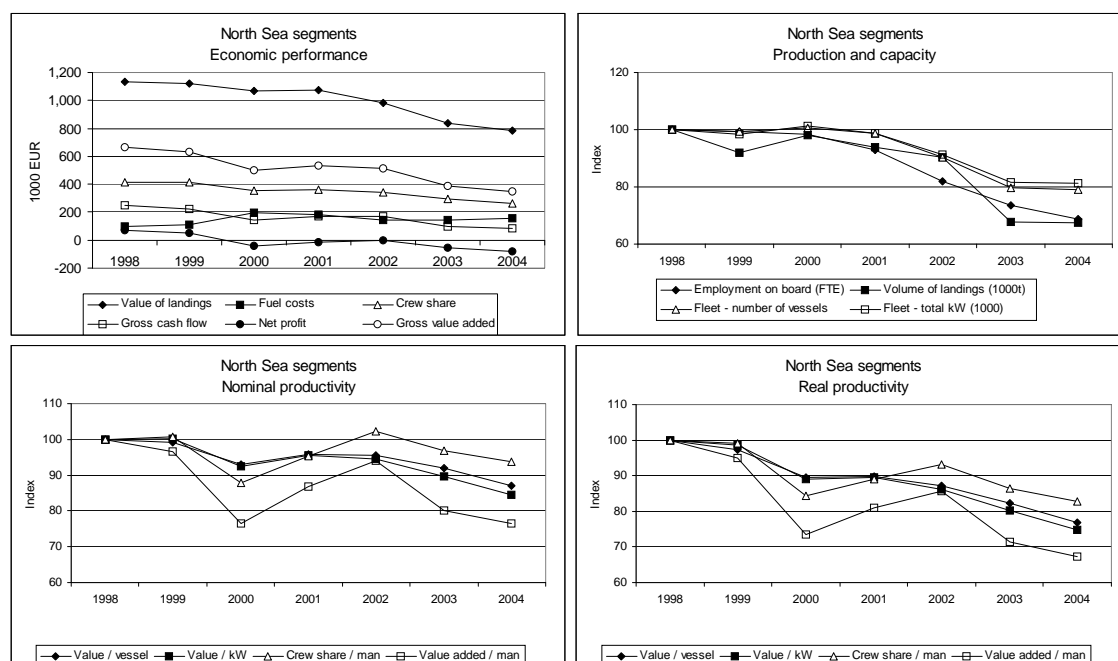 North Sea segments
Economic performance
1000 EUR
1,200
1,000
800
600
400
200
0
-200
1998 1999 2000 2001 2002 2003 2004
Value of landings Fuel costs Crew share
Gross cash flow Net profit Gross value added
North Sea segments
Production and capacity
Index
120
100
80
60
1998 1999 2000 2001 2002 2003 2004
Employment on board (FTE) Volume of landings (1000t)
Fleet - number of vessels Fleet - total kW (1000)
North Sea segments
Nominal productivity
Index
110
100
90
80
70
60
1998 1999 2000 2001 2002 2003 2004
Value / vessel Value / kW Crew share / man Value added / man
North Sea segments
Real productivity
Index
110
100
90
80
70
60
1998 1999 2000 2001 2002 2003 2004
Value / vessel Value / kW Crew share / man Value added / man